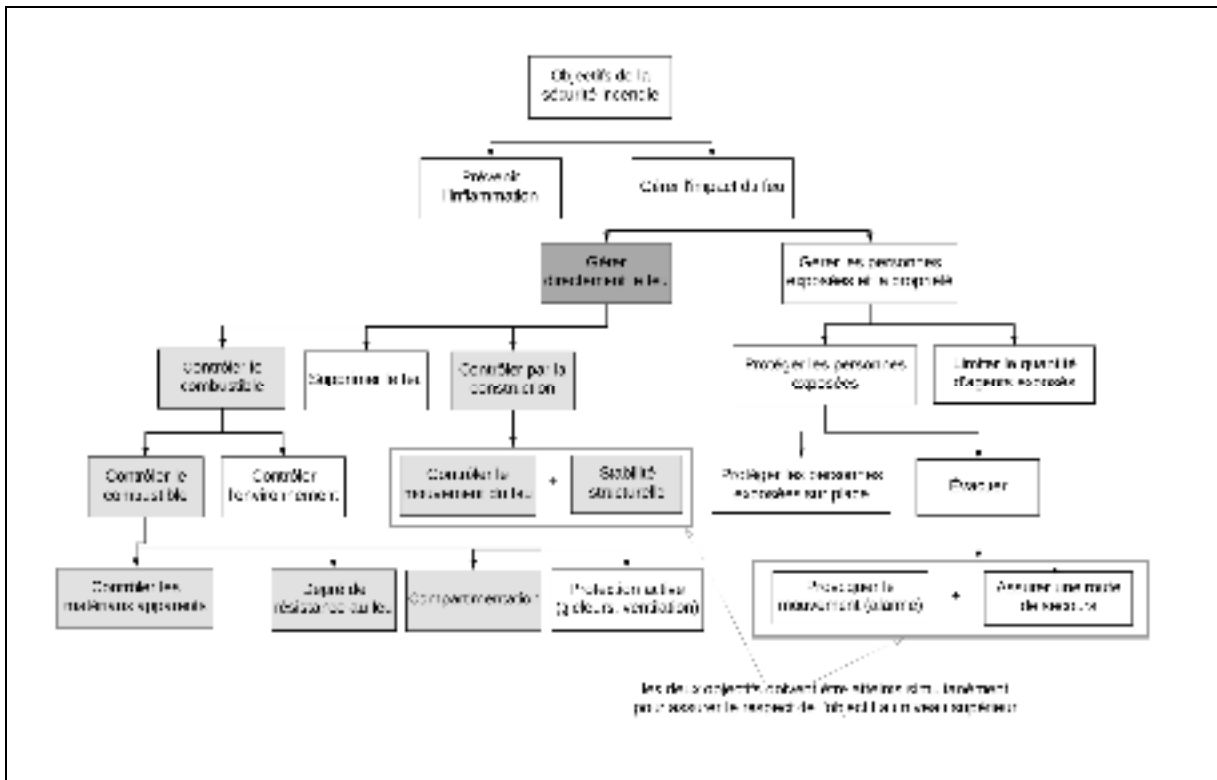 Objectifs de la
sécurité incendie
Prévenir
l'inflammation
Gérer l'impact du feu
Gérer
directement le feu
Gérer les personnes
exposées et la propriété
Contrôler le
combustible
Supprimer le feu
Contrôler par la
construction
Protéger les personnes
exposées
Limiter la quantité
d'agents exposés
Contrôler le
combustible
Contrôler
Contrôler le
mouvement du feu
+
Stabilité
structurelle
Protéger les personnes
exposées sur place
Évacuer
Contrôler les
matériaux apparents
Degré de
résistance au feu
Compartimentation
Protection active
(gicleurs, ventilation)
Provoquer le
mouvement (alarme)
+
Assurer une route
de secours
les deux objectifs doivent être atteints simultanément
pour assurer le respect de l'objectif au niveau supérieur